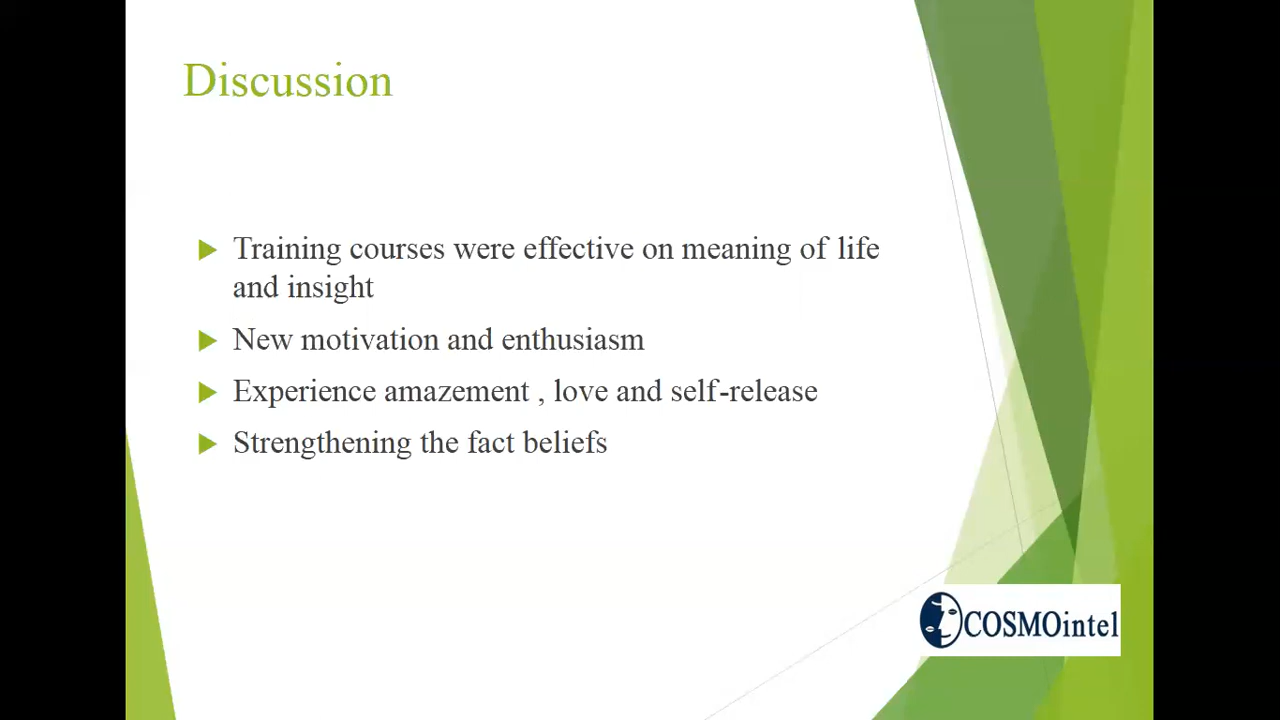 Discussion
Training courses were effective on meaning of life
and insight
New motivation and enthusiasm
Experience amazement , love and self-release
Strengthening the fact beliefs
COSMOintel